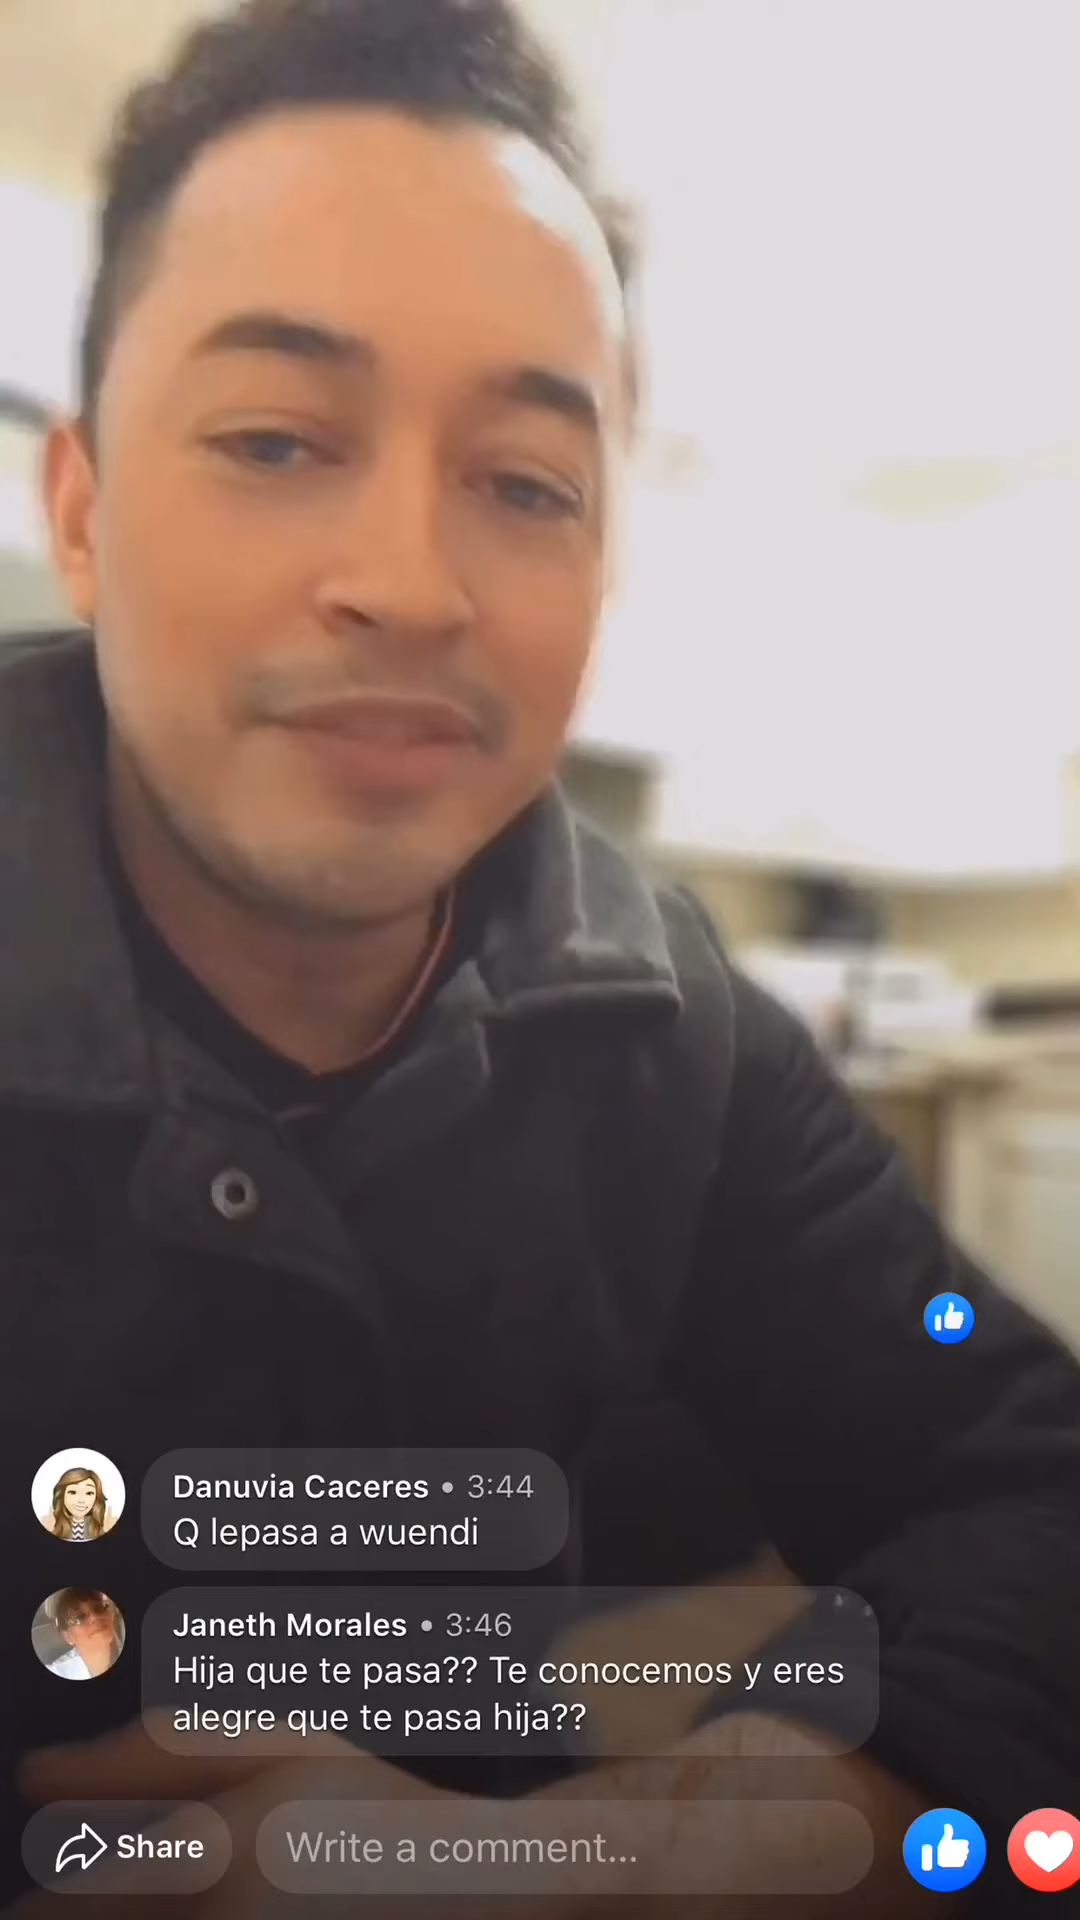 Danuvia Caceres • 3:44
Q lepasa a wuendi
Janeth Morales • 3:46
Hija que te pasa?? Te conocemos y eres
alegre que te pasa hija??
Share
Write a comment...